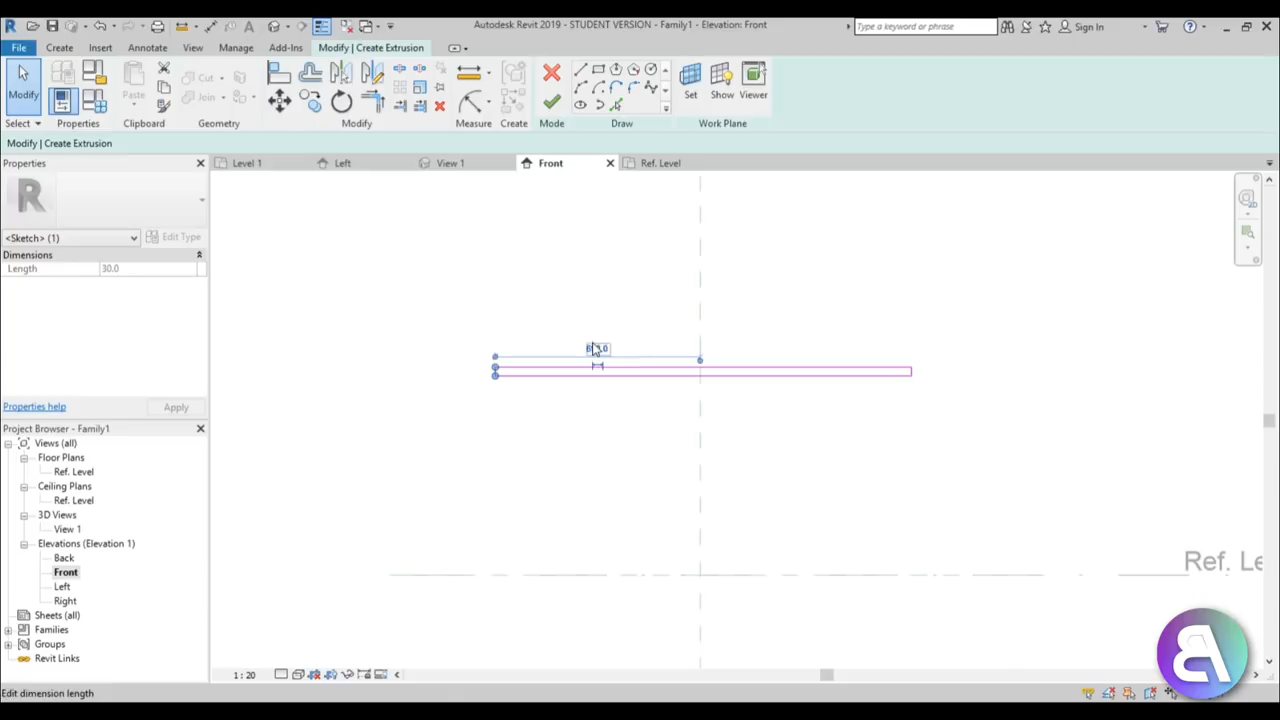 Autodesk Revit 2019 - STUDENT VERSION - Family1 - Elevation: Front
Type a keyword or phrase
Sign In
File Create Insert Annotate View Manage Add-Ins Modify | Create Extrusion
Modify
Paste
Cut
Join
Set Show Viewer
Select Properties Clipboard Geometry Modify Measure Create Mode Draw Work Plane
Modify | Create Extrusion
Properties
Level 1 Left View 1 Front Ref. Level
<Sketch> (1)
Edit Type
Dimensions
Length 30.0
Properties help
Apply
Project Browser - Family1
Views (all)
Floor Plans
Ref. Level
Ceiling Plans
Ref. Level
3D Views
View 1
Elevations (Elevation 1)
Back
Front
Left
Right
Sheets (all)
Families
Groups
Revit Links
Ref. Le
1 : 20
Edit dimension length